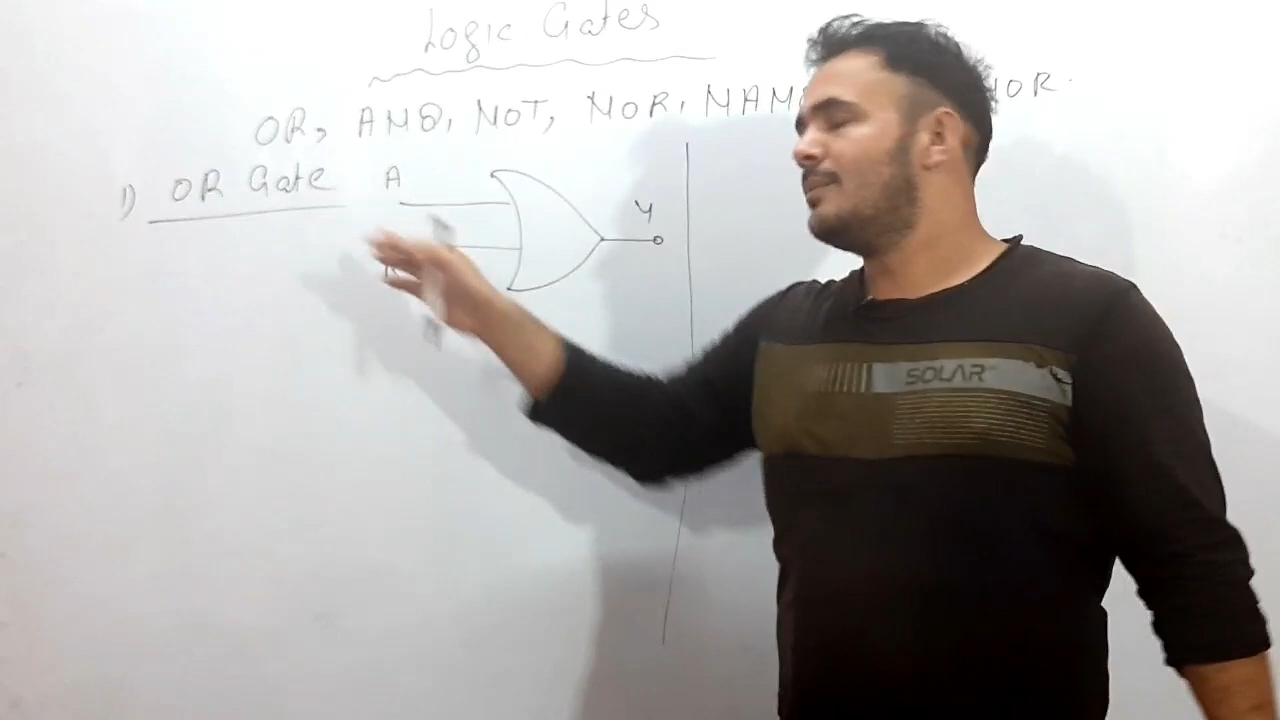 Logic Gates
OR, AND, NOT, NOR,
1) OR Gate
A
Y
SOLAR